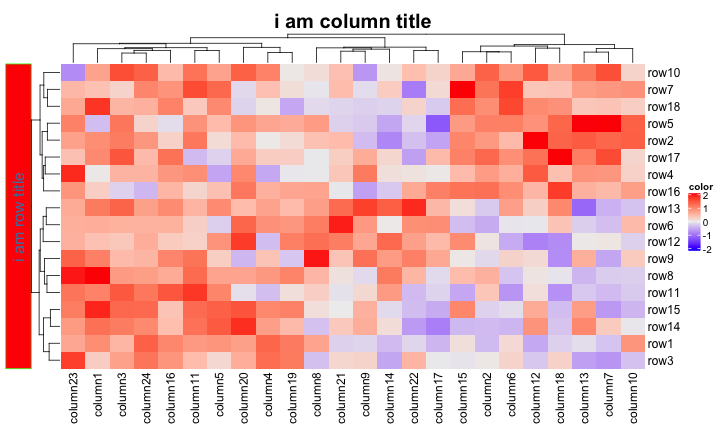 i am column title
i am row title
row10
row7
row18
row5
row2
row17
row4
row16
row13
row6
row12
row9
row8
row11
row15
row14
row1
row3
color
2
1
0
-1
-2
column23
column1
column3
column24
column16
column11
column5
column20
column4
column19
column8
column21
column9
column14
column22
column17
column15
column2
column6
column12
column18
column13
column7
column10